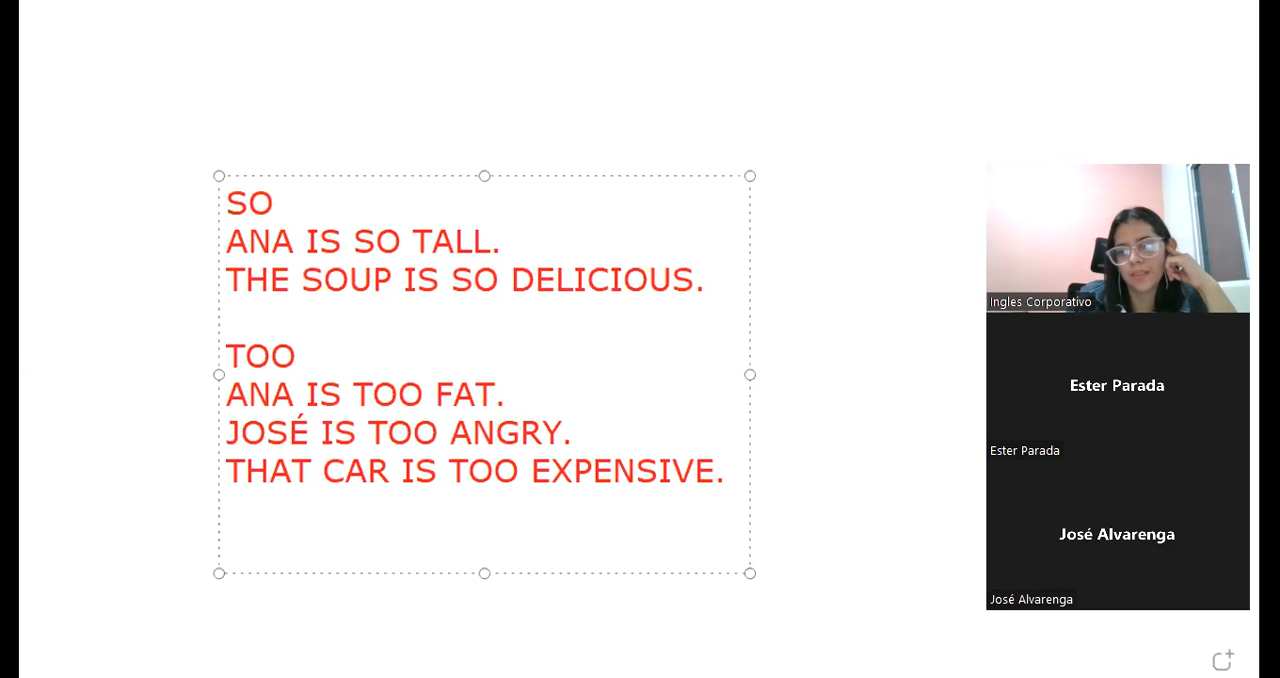 SO
ANA IS SO TALL.
THE SOUP IS SO DELICIOUS.
TOO
ANA IS TOO FAT.
JOSÉ IS TOO ANGRY.
THAT CAR IS TOO EXPENSIVE.
Ingles Corporativo
Ester Parada
Ester Parada
José Alvarenga
José Alvarenga